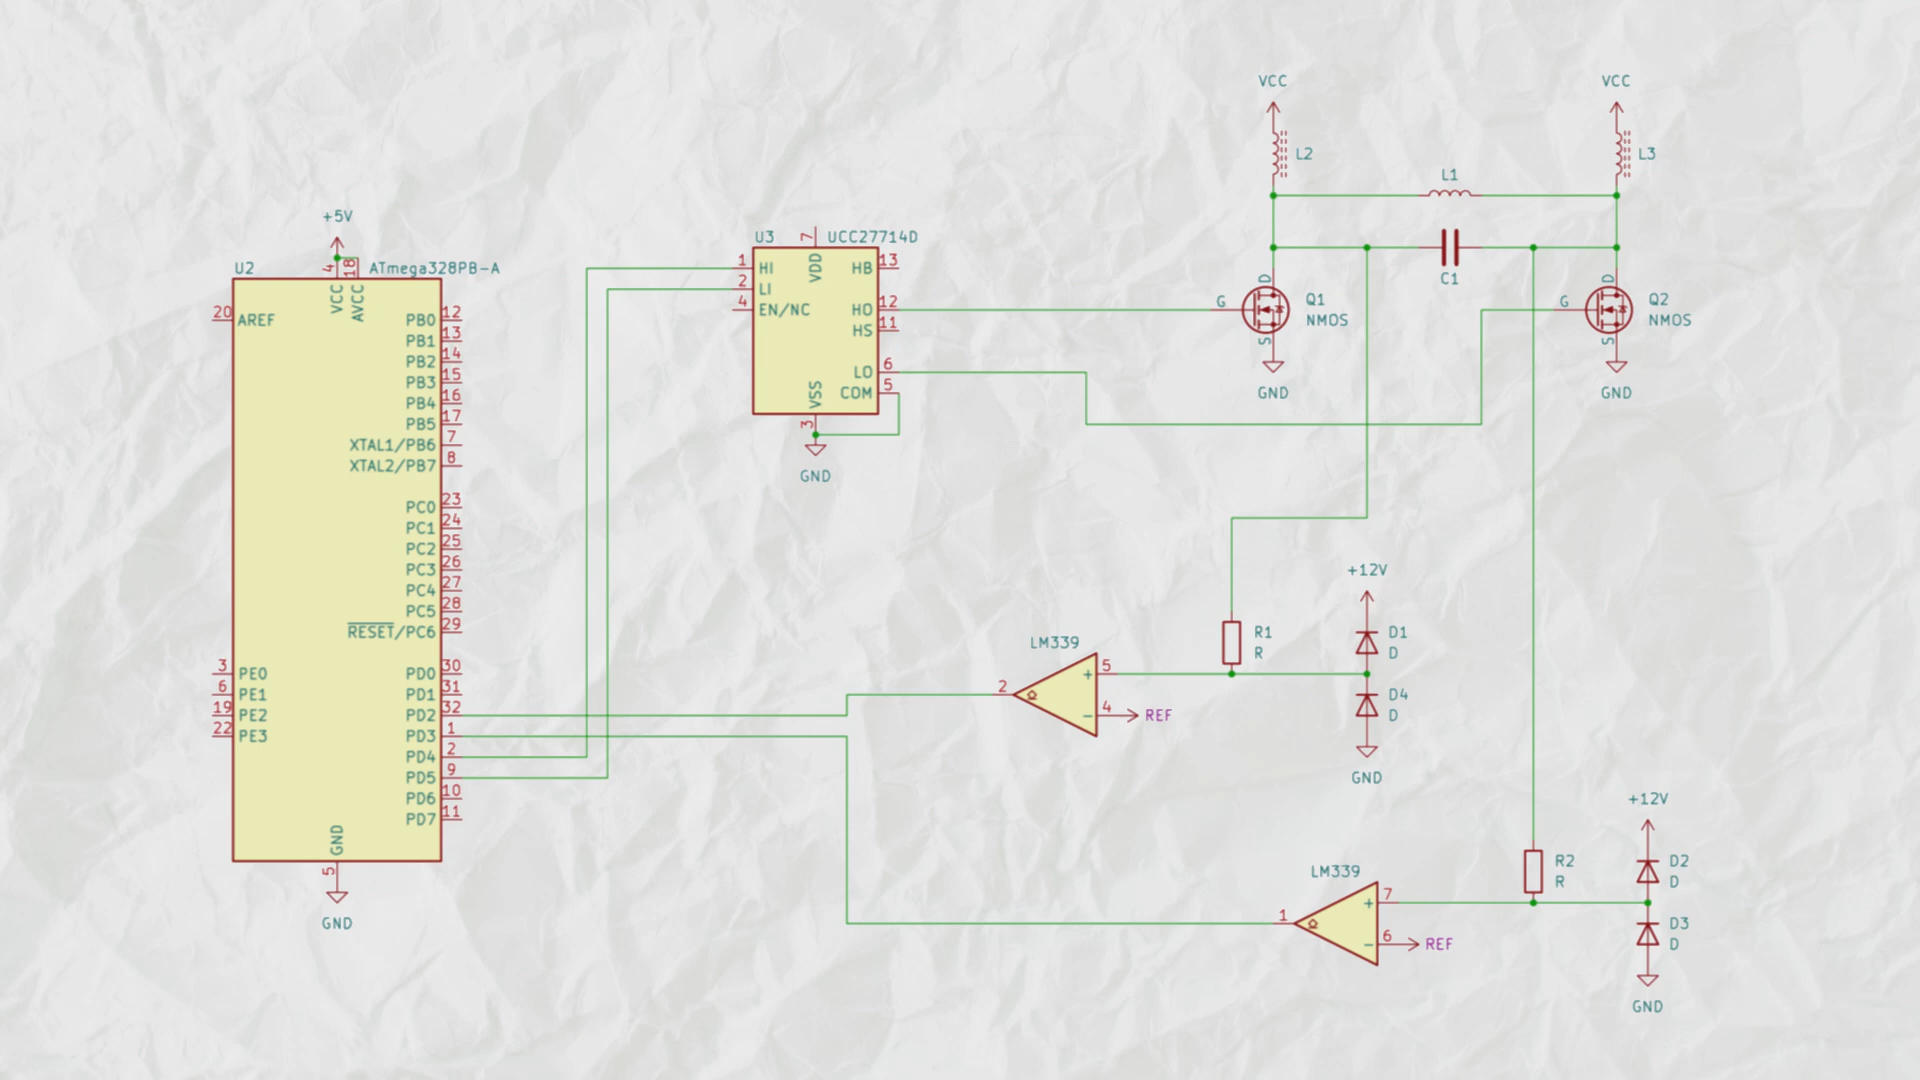 VCC
VCC
L2
L3
L1
+5V
U3
7
UCC27714D
U2
4
18
ATmega328PB-A
1
HI
VDD
HB
13
2
LI
4
EN/NC
HO
12
HS
11
LO
6
COM
5
VSS
3
GND
C1
D
G
Q1
NMOS
S
GND
D
G
Q2
NMOS
S
GND
VCC
AVCC
20
AREF
PB0
12
PB1
13
PB2
14
PB3
15
PB4
16
PB5
17
XTAL1/PB6
7
XTAL2/PB7
8
PC0
23
PC1
24
PC2
25
PC3
26
PC4
27
PC5
28
RESET/PC6
29
3
PE0
PD0
30
6
PE1
PD1
31
19
PE2
PD2
32
22
PE3
PD3
1
PD4
2
PD5
9
PD6
10
PD7
11
GND
5
GND
+12V
LM339
R1
R
D1
D
2
+
5
-
4
REF
D4
D
GND
+12V
LM339
R2
R
D2
D
1
+
7
-
6
REF
D3
D
GND